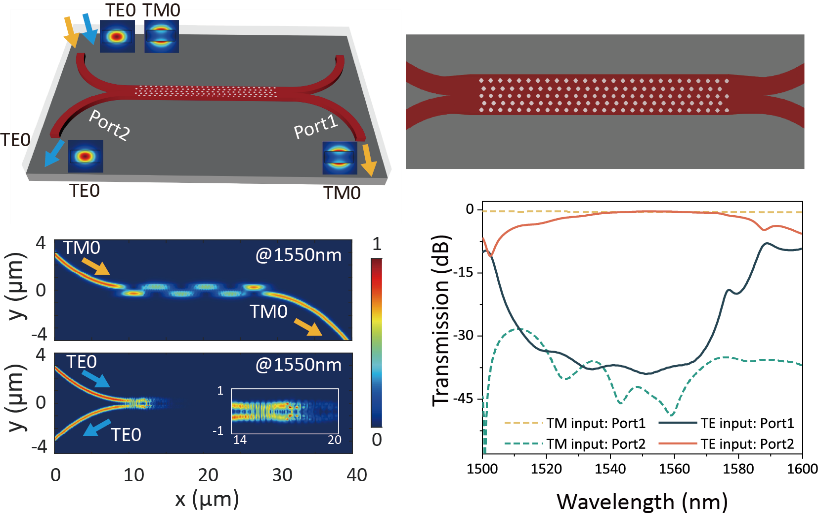 TE0 TM0
Port2
Port1
TE0
TE0
TM0
4
0
-4
y (μm)
TM0
@1550nm
TM0
1
0
4
0
-4
y (μm)
TE0
@1550nm
TE0
1
-1
14
20
0
10
20
30
40
x (μm)
0
-15
-30
-45
Transmission (dB)
TM input: Port1
TE input: Port1
TM input: Port2
TE input: Port2
1500
1520
1540
1560
1580
1600
Wavelength (nm)